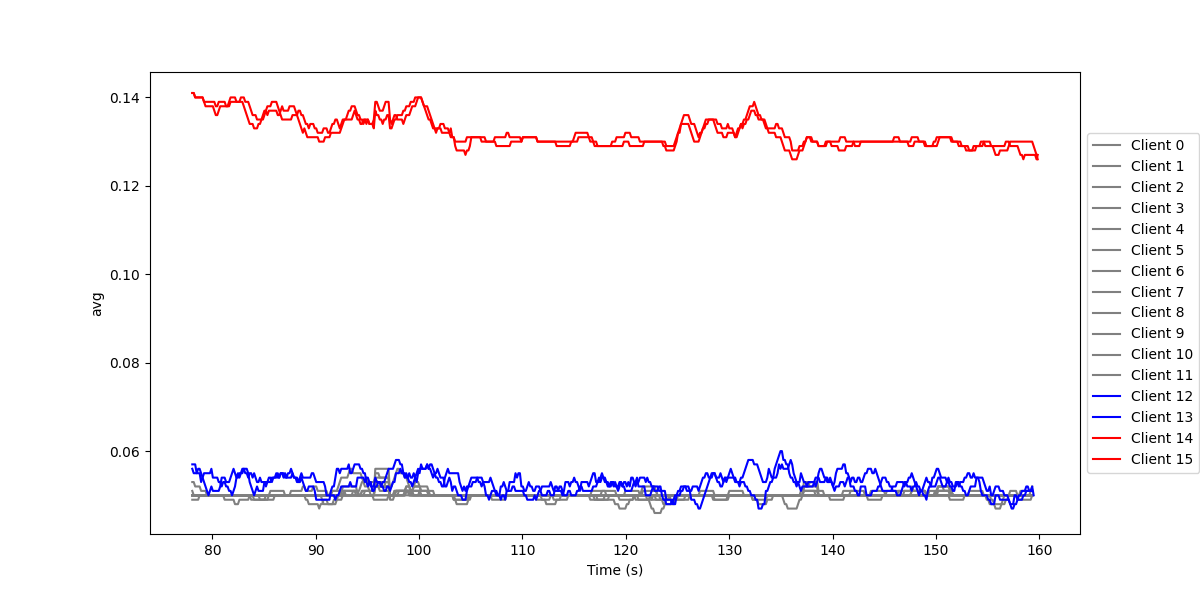 avg
0.14
0.12
0.10
0.08
0.06
80 90 100 110 120 130 140 150 160
Time (s)
Client 0
Client 1
Client 2
Client 3
Client 4
Client 5
Client 6
Client 7
Client 8
Client 9
Client 10
Client 11
Client 12
Client 13
Client 14
Client 15